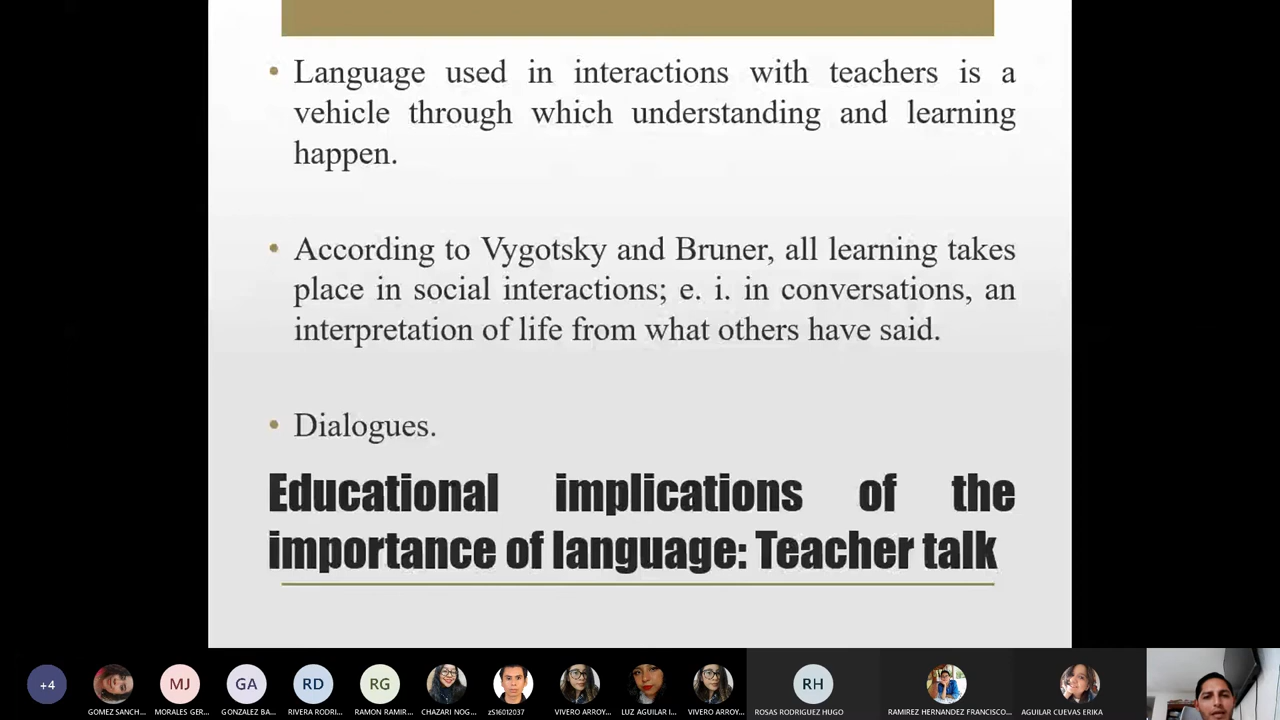 • Language used in interactions with teachers is a
vehicle through which understanding and learning
happen.
• According to Vygotsky and Bruner, all learning takes
place in social interactions; e. i. in conversations, an
interpretation of life from what others have said.
• Dialogues.
Educational implications of the
importance of language: Teacher talk
+4
MJ
GA
RD
RG
RH
GOMEZ SANCH...
MORALES GER...
GONZALEZ BA...
RIVERA RODRI...
RAMON RAMIR...
CHAZARI NOG...
zS16012037
VIVERO ARROY...
LUZ AGUILAR I...
VIVERO ARROY...
ROSAS RODRIGUEZ HUGO
RAMIREZ HERNANDEZ FRANCISCO...
AGUILAR CUEVAS ERIKA